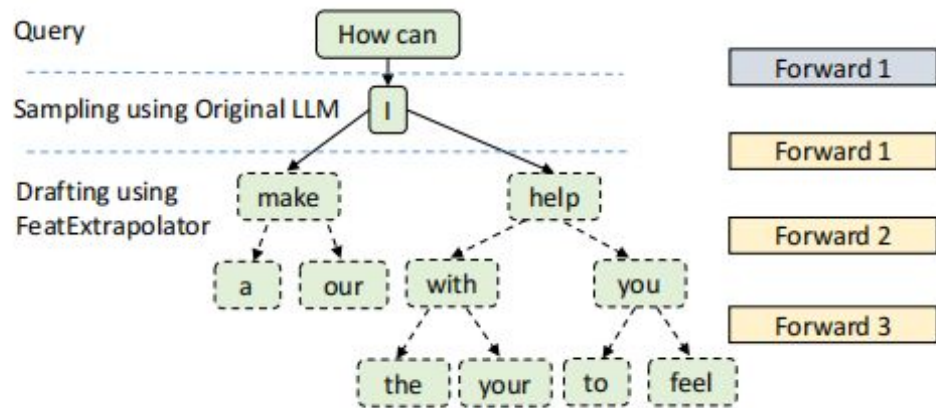 Query
How can
Forward 1
Sampling using Original LLM
I
Forward 1
Drafting using
FeatExtrapolator
make
help
Forward 2
a
our
with
you
Forward 3
the
your
to
feel